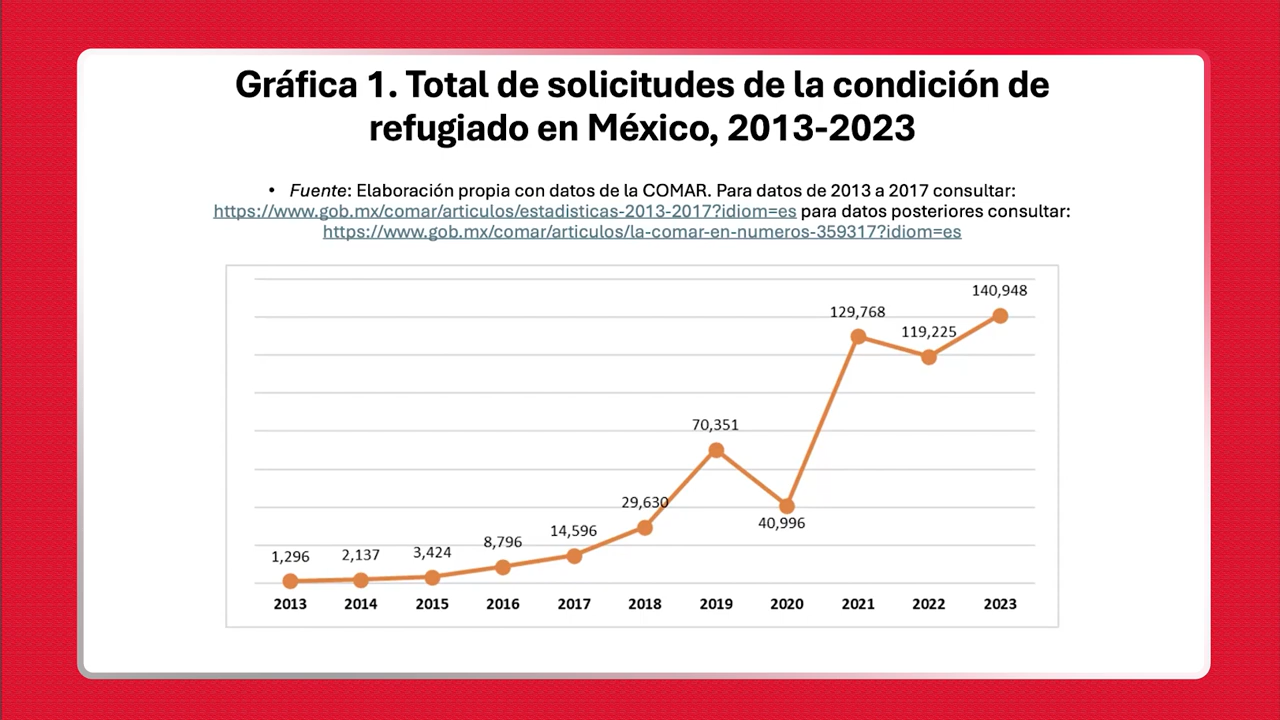 Gráfica 1. Total de solicitudes de la condición de
refugiado en México, 2013-2023
• Fuente: Elaboración propia con datos de la COMAR. Para datos de 2013 a 2017 consultar:
https://www.gob.mx/comar/articulos/estadisticas-2013-2017?idiom=es para datos posteriores consultar:
https://www.gob.mx/comar/articulos/la-comar-en-numeros-359317?idiom=es
140,948
129,768
119,225
70,351
29,630
40,996
14,596
8,796
3,424
2,137
1,296
2013 2014 2015 2016 2017 2018 2019 2020 2021 2022 2023